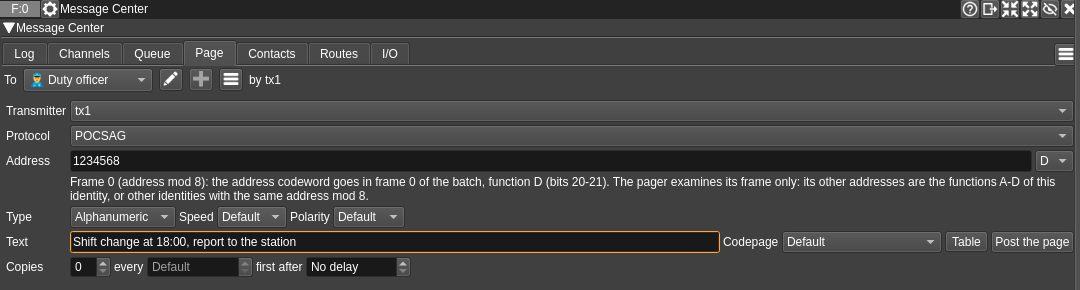 F:0 Message Center
Message Center
Log Channels Queue Page Contacts Routes I/O
To Duty officer by tx1
Transmitter tx1
Protocol POCSAG
Address 1234568 D
Frame 0 (address mod 8): the address codeword goes in frame 0 of the batch, function D (bits 20-21). The pager examines its frame only: its other addresses are the functions A-D of this
identity, or other identities with the same address mod 8.
Type Alphanumeric Speed Default Polarity Default
Text Shift change at 18:00, report to the station Codepage Default Table Post the page
Copies 0 every Default first after No delay